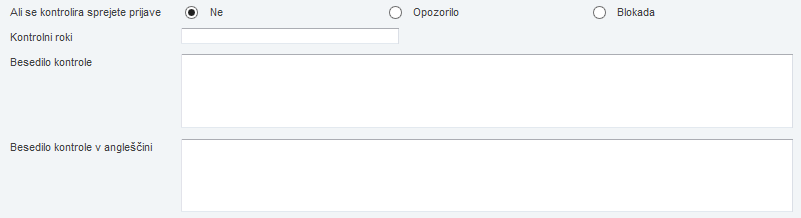 Ali se kontrolira sprejete prijave Ne Opozorilo Blokada
Kontrolni roki
Besedilo kontrole
Besedilo kontrole v angleščini